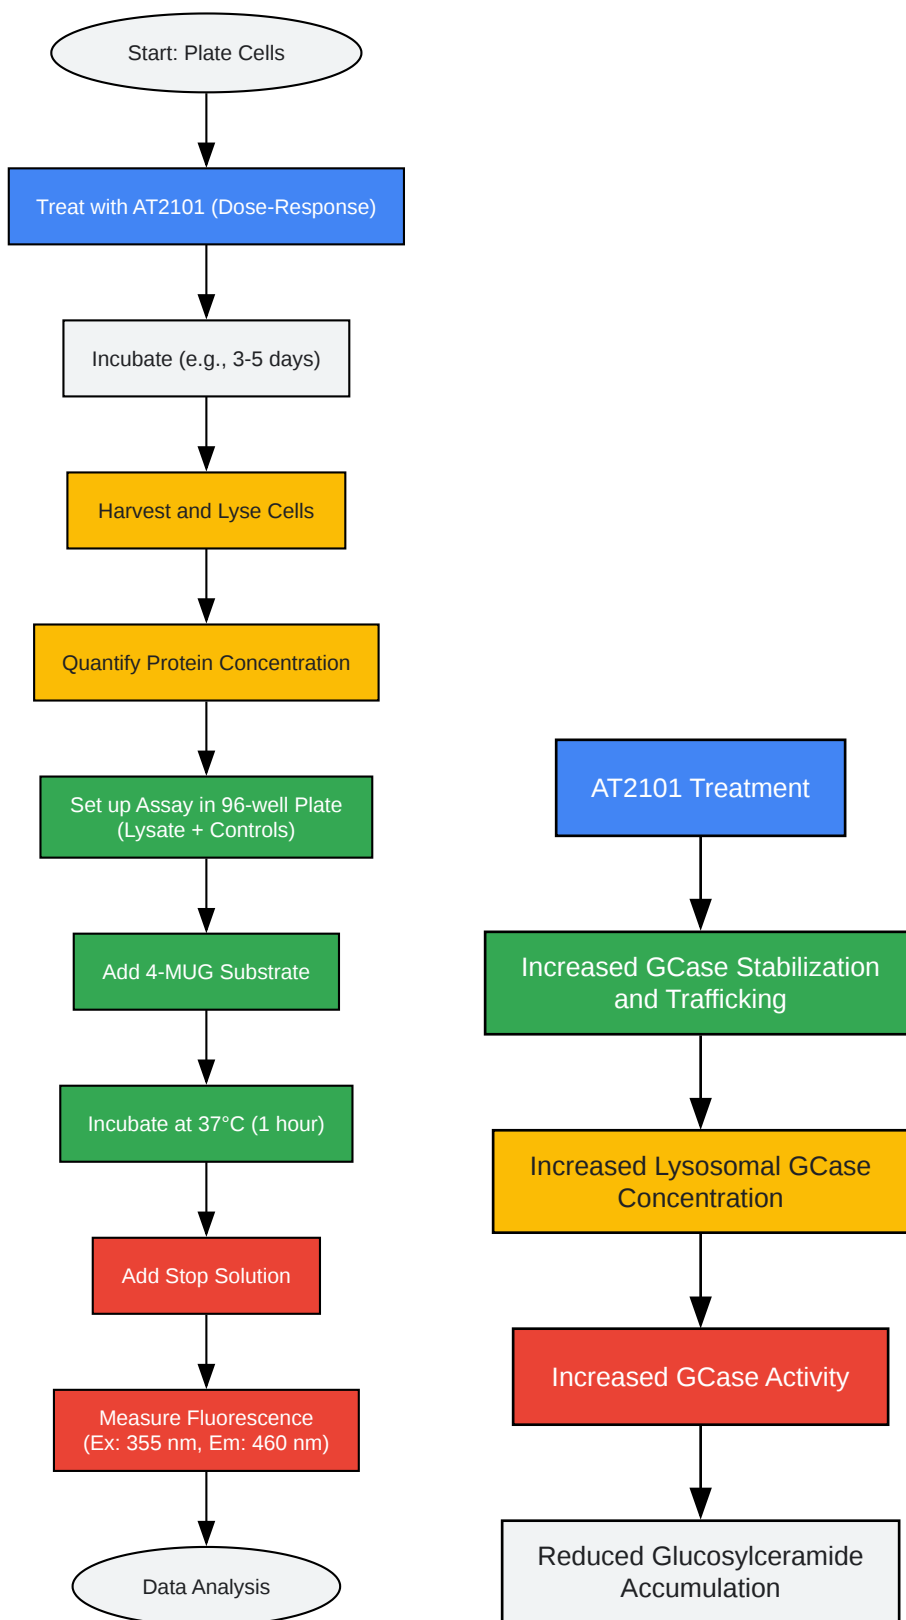 Start: Plate Cells
Treat with AT2101 (Dose-Response)
Incubate (e.g., 3-5 days)
Harvest and Lyse Cells
Quantify Protein Concentration
Set up Assay in 96-well Plate
(Lysate + Controls)
Add 4-MUG Substrate
Incubate at 37°C (1 hour)
Add Stop Solution
Measure Fluorescence
(Ex: 355 nm, Em: 460 nm)
Data Analysis
AT2101 Treatment
Increased GCase Stabilization
and Trafficking
Increased Lysosomal GCase
Concentration
Increased GCase Activity
Reduced Glucosylceramide
Accumulation